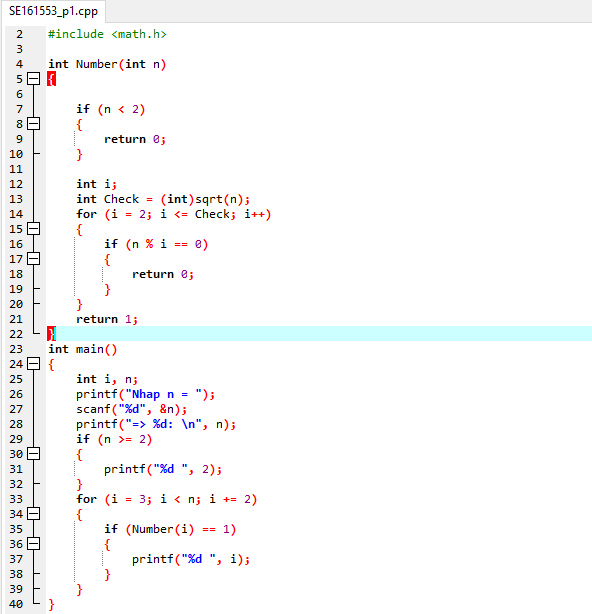 SE161553_p1.cpp
2 #include <math.h>
3
4 int Number(int n)
5 {
6
7     if (n < 2)
8     {
9         return 0;
10     }
11
12     int i;
13     int Check = (int)sqrt(n);
14     for (i = 2; i <= Check; i++)
15     {
16         if (n % i == 0)
17         {
18             return 0;
19         }
20     }
21     return 1;
22 }
23 int main()
24 {
25     int i, n;
26     printf("Nhap n = ");
27     scanf("%d", &n);
28     printf("=> %d: \n", n);
29     if (n >= 2)
30     {
31         printf("%d ", 2);
32     }
33     for (i = 3; i < n; i += 2)
34     {
35         if (Number(i) == 1)
36         {
37             printf("%d ", i);
38         }
39     }
40 }